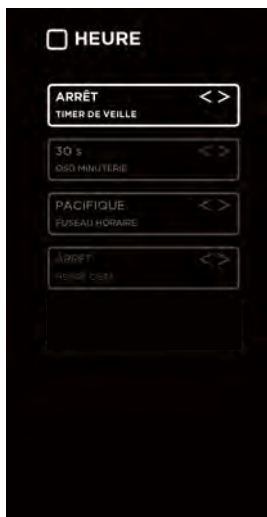 HEURE
ARRÊT
TIMER DE VEILLE
30 s
OSD MINUTERIE
PACIFIQUE
FUSEAU HORAIRE
ARRÊT